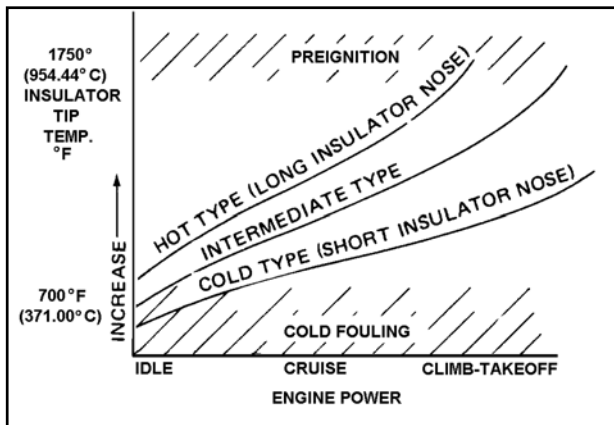 1750°
(954.44°C)
INSULATOR
TIP
TEMP.
°F
PREIGNITION
HOT TYPE (LONG INSULATOR NOSE)
INTERMEDIATE TYPE
COLD TYPE (SHORT INSULATOR NOSE)
INCREASE
700°F
(371.00°C)
COLD FOULING
IDLE CRUISE CLIMB-TAKEOFF
ENGINE POWER